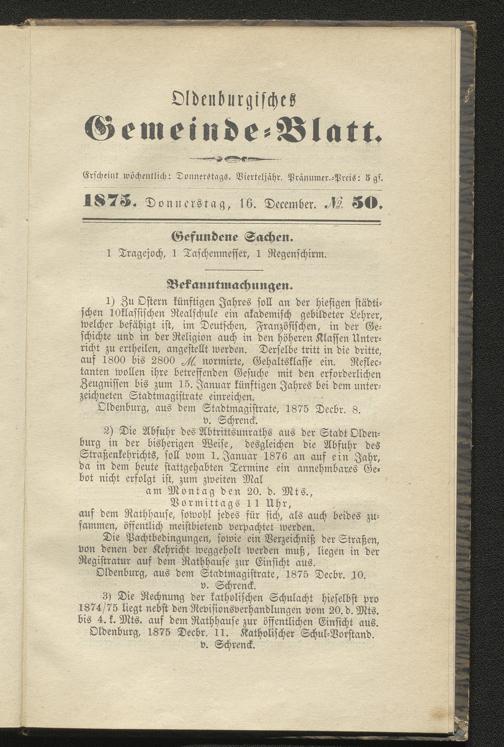 Oldenburgisches
Gemeinde-Blatt.
Erscheint wöchentlich: Donnerstags. Vierteljähr. Pränumer.-Preis: 5 gf.
1875. Donnerstag, 16. December. № 50.
Gefundene Sachen.
1 Tragejoch, 1 Taschenmesser, 1 Regenschirm.
Bekanntmachungen.
1) Zu Ostern künftigen Jahres soll an der hiesigen städti-
schen 10klassischen Realschule ein akademisch gebildeter Lehrer,
welcher befähigt ist, im Deutschen, Französischen, in der Ge-
schichte und in der Religion auch in den höheren Klassen Unter-
richt zu ertheilen, angestellt werden. Derselbe tritt in die dritte,
auf 1800 bis 2800 M. normirte, Gehaltsklasse ein. Reflec-
tanten wollen ihre betreffenden Gesuche mit den erforderlichen
Zeugnissen bis zum 15. Januar künftigen Jahres bei dem unter-
zeichneten Stadtmagistrate einreichen.
Oldenburg, aus dem Stadtmagistrate, 1875 Decbr. 8.
v. Schrenck.
2) Die Abfuhr des Abtrittsunraths aus der Stadt Olden-
burg in der bisherigen Weise, desgleichen die Abfuhr des
Straßenkehrichts, soll vom 1. Januar 1876 an auf ein Jahr,
da in dem heute stattgehabten Termine ein annehmbares Ge-
bot nicht erfolgt ist, zum zweiten Mal
am Montag den 20. d. Mts.,
Vormittags 11 Uhr,
auf dem Rathhause, sowohl jedes für sich, als auch beides zu-
sammen, öffentlich meistbietend verpachtet werden.
Die Pachtbedingungen, sowie ein Verzeichniß der Straßen,
von denen der Kehricht weggeholt werden muß, liegen in der
Registratur auf dem Rathhause zur Einsicht aus.
Oldenburg, aus dem Stadtmagistrate, 1875 Decbr. 10.
v. Schrenck.
3) Die Rechnung der katholischen Schulacht hieselbst pro
1874/75 liegt nebst den Revisionsverhandlungen vom 20. d. Mts.
bis 4. k. Mts. auf dem Rathhause zur öffentlichen Einsicht aus.
Oldenburg, 1875 Decbr. 11. Katholischer Schul-Vorstand.
v. Schrenck.